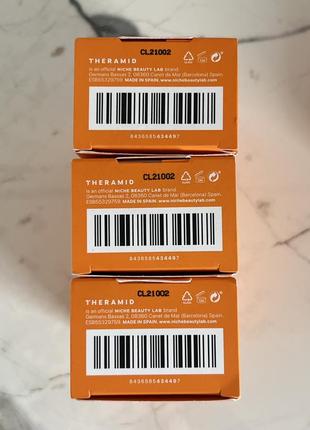 CL21002
THERAMID
is an official NICHE BEAUTY LAB brand.
Germans Bassas 2, 08360 Canet de Mar (Barcelona) Spain.
ESB65329759. MADE IN SPAIN. www.nichebeautylab.com
8436585434497
CL21002
THERAMID
is an official NICHE BEAUTY LAB brand.
Germans Bassas 2, 08360 Canet de Mar (Barcelona) Spain.
ESB65329759. MADE IN SPAIN. www.nichebeautylab.com
8436585434497
CL21002
THERAMID
is an official NICHE BEAUTY LAB brand.
Germans Bassas 2, 08360 Canet de Mar (Barcelona) Spain.
ESB65329759. MADE IN SPAIN. www.nichebeautylab.com
8436585434497